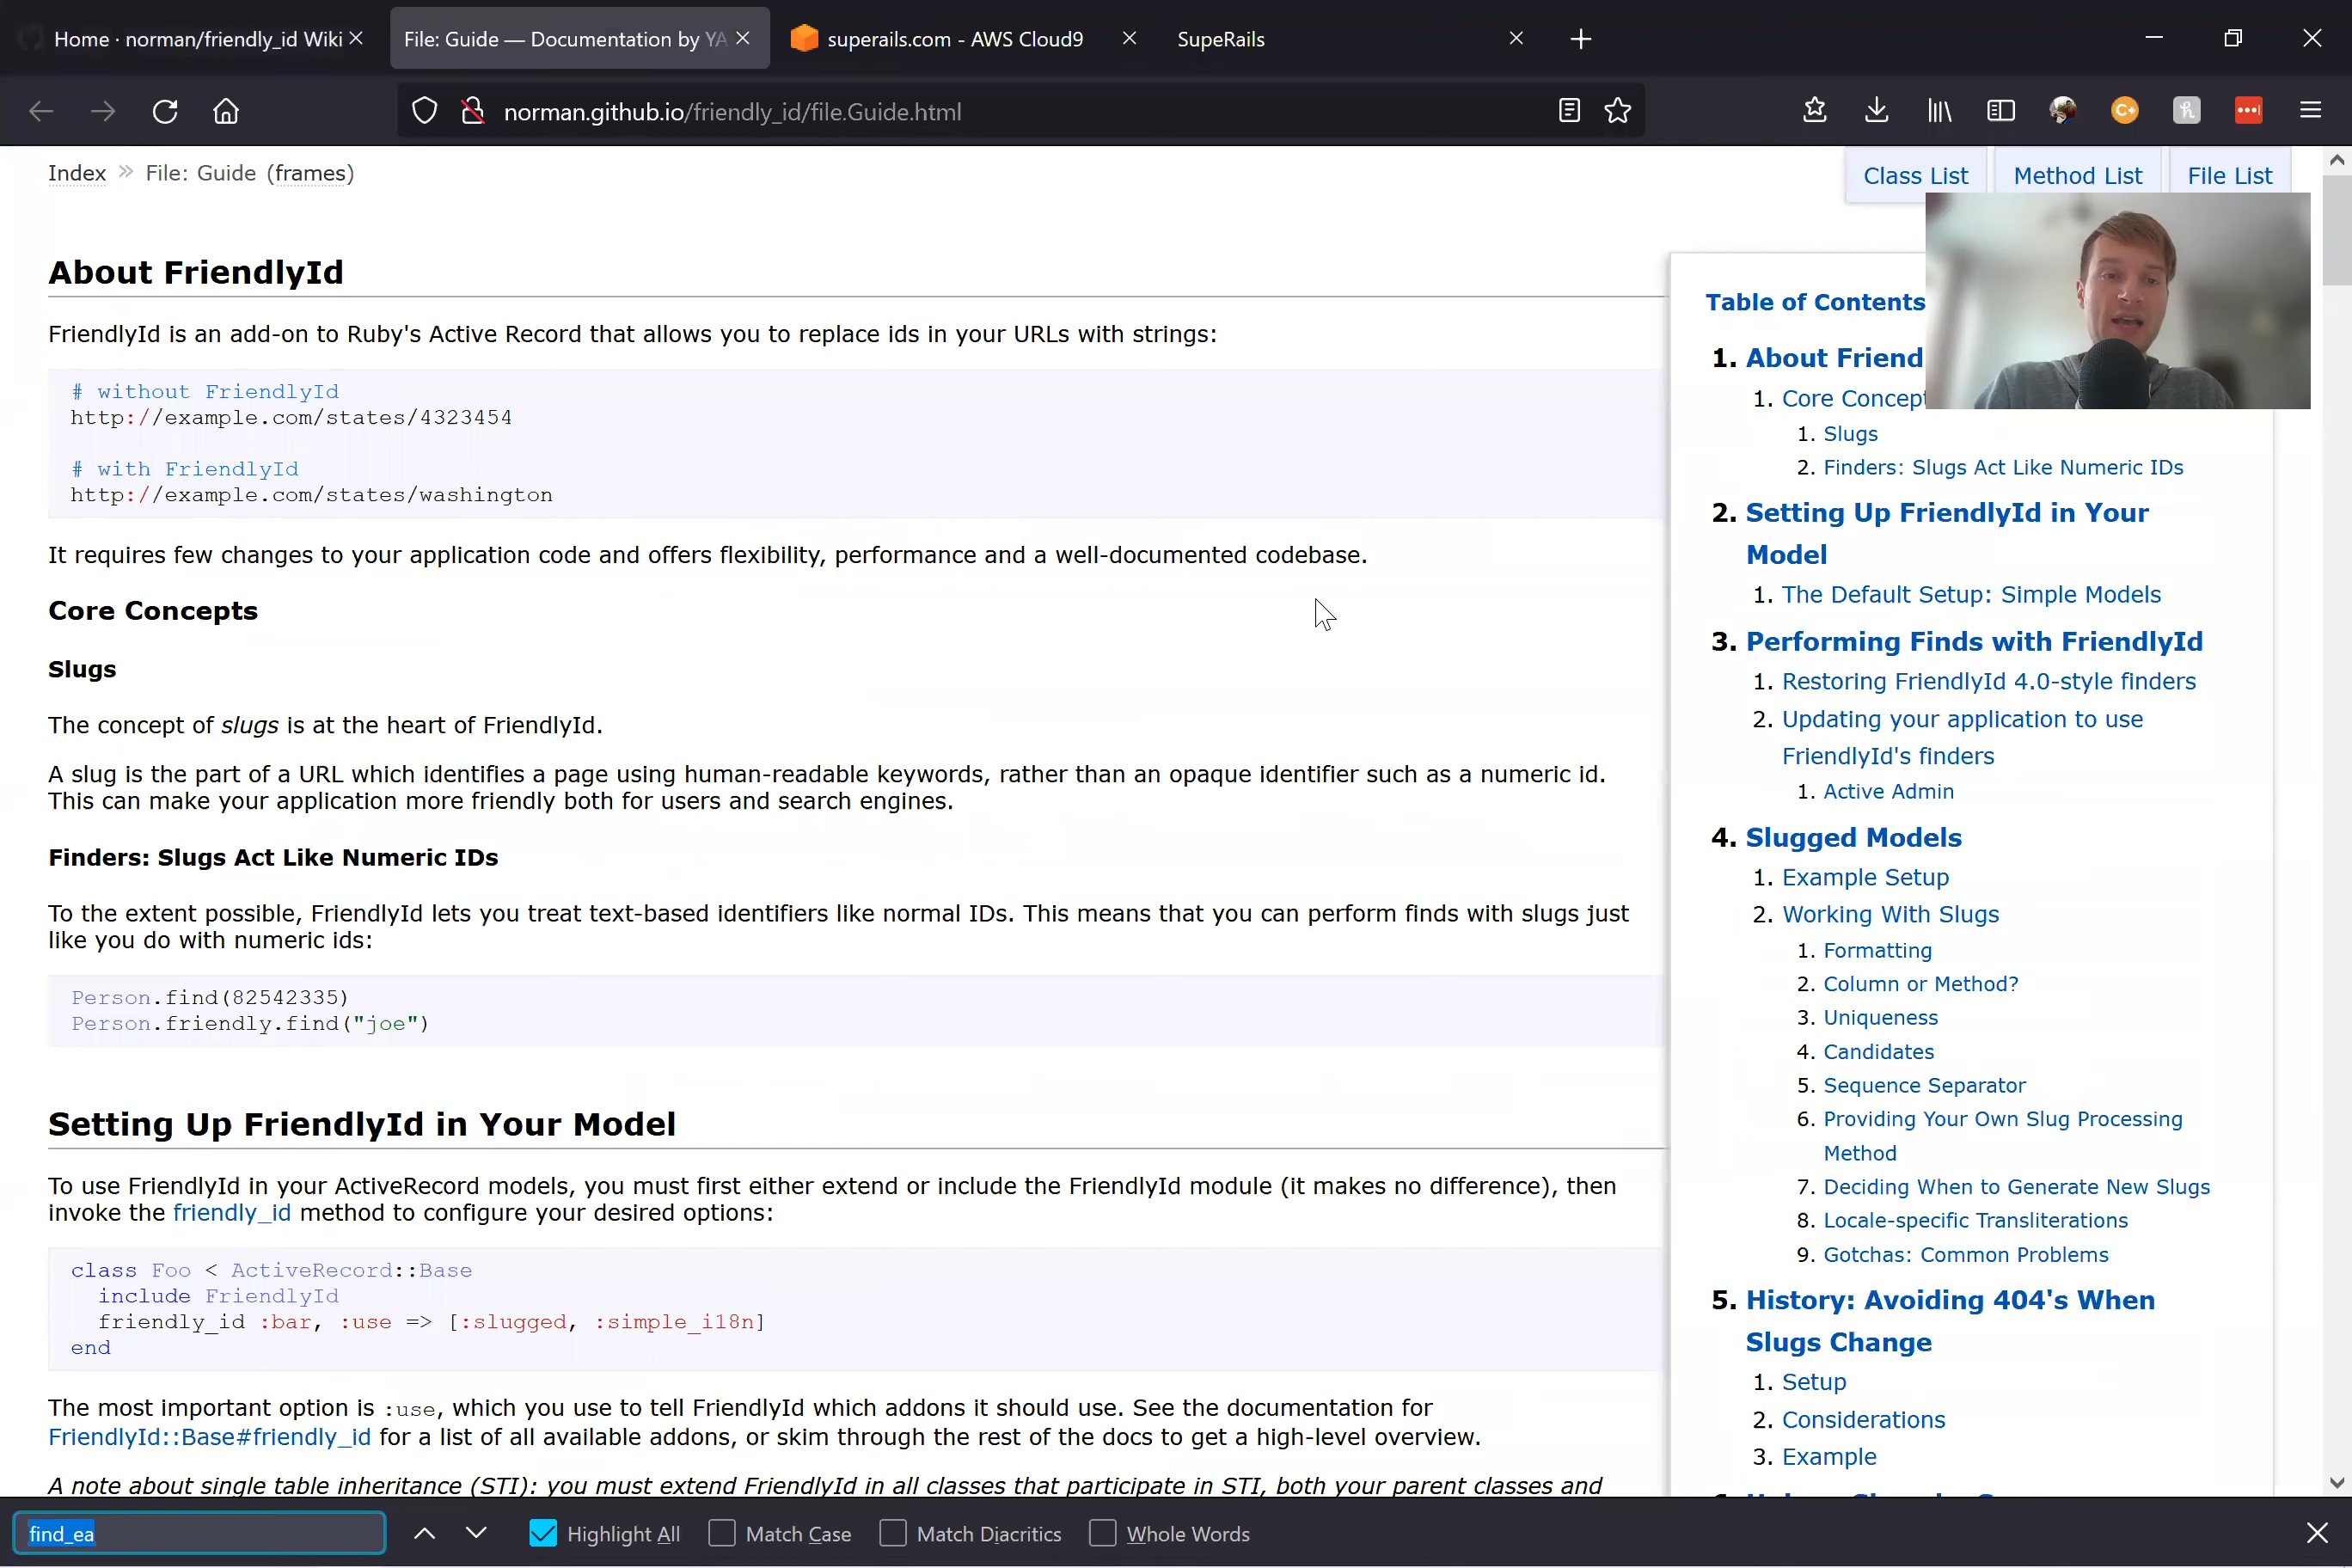 Home · norman/friendly_id Wiki
File: Guide — Documentation by YA
superails.com - AWS Cloud9
SupeRails
norman.github.io/friendly_id/file.Guide.html
Index » File: Guide (frames)
Class List
Method List
File List
About FriendlyId
FriendlyId is an add-on to Ruby's Active Record that allows you to replace ids in your URLs with strings:
# without FriendlyId
http://example.com/states/4323454
# with FriendlyId
http://example.com/states/washington
It requires few changes to your application code and offers flexibility, performance and a well-documented codebase.
Core Concepts
Slugs
The concept of slugs is at the heart of FriendlyId.
A slug is the part of a URL which identifies a page using human-readable keywords, rather than an opaque identifier such as a numeric id.
This can make your application more friendly both for users and search engines.
Finders: Slugs Act Like Numeric IDs
To the extent possible, FriendlyId lets you treat text-based identifiers like normal IDs. This means that you can perform finds with slugs just
like you do with numeric ids:
Person.find(82542335)
Person.friendly.find("joe")
Setting Up FriendlyId in Your Model
To use FriendlyId in your ActiveRecord models, you must first either extend or include the FriendlyId module (it makes no difference), then
invoke the friendly_id method to configure your desired options:
class Foo < ActiveRecord::Base
include FriendlyId
friendly_id :bar, :use => [:slugged, :simple_i18n]
end
The most important option is :use, which you use to tell FriendlyId which addons it should use. See the documentation for
FriendlyId::Base#friendly_id for a list of all available addons, or skim through the rest of the docs to get a high-level overview.
A note about single table inheritance (STI): you must extend FriendlyId in all classes that participate in STI, both your parent classes and
Table of Contents
1. About Friend
1. Core Concept
1. Slugs
2. Finders: Slugs Act Like Numeric IDs
2. Setting Up FriendlyId in Your
Model
1. The Default Setup: Simple Models
3. Performing Finds with FriendlyId
1. Restoring FriendlyId 4.0-style finders
2. Updating your application to use
FriendlyId's finders
1. Active Admin
4. Slugged Models
1. Example Setup
2. Working With Slugs
1. Formatting
2. Column or Method?
3. Uniqueness
4. Candidates
5. Sequence Separator
6. Providing Your Own Slug Processing
Method
7. Deciding When to Generate New Slugs
8. Locale-specific Transliterations
9. Gotchas: Common Problems
5. History: Avoiding 404's When
Slugs Change
1. Setup
2. Considerations
3. Example
find_ea
Highlight All
Match Case
Match Diacritics
Whole Words